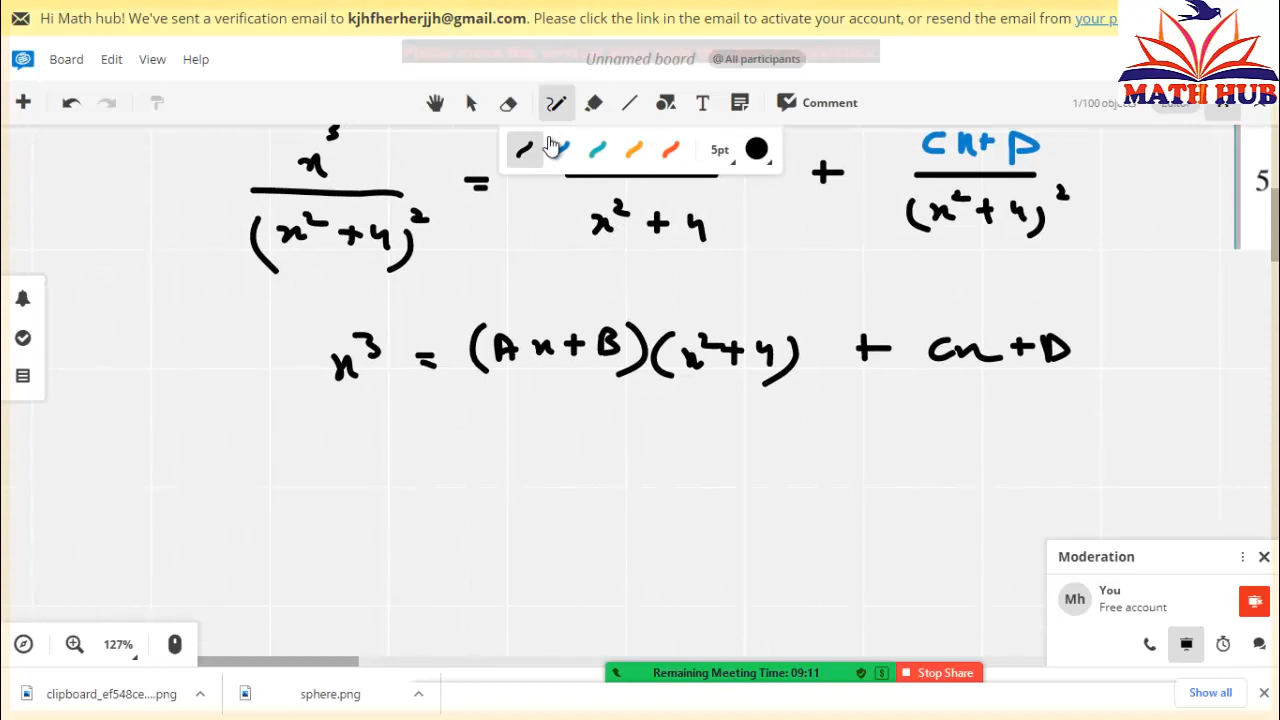 Hi Math hub! We've sent a verification email to kjhfherherjjh@gmail.com. Please click the link in the email to activate your account, or resend the email from your p
MATH HUB
Board Edit View Help
Unnamed board @ All participants
Comment
1/100 objec
5pt
x³ / (x² + 4)² = / x² + 4 + Cx + D / (x² + 4)²
5
x³ = (Ax + B)(x² + 4) + Cx + D
Moderation
Mh You
Free account
127%
Remaining Meeting Time: 09:11 Stop Share
clipboard_ef548ce....png sphere.png Show all